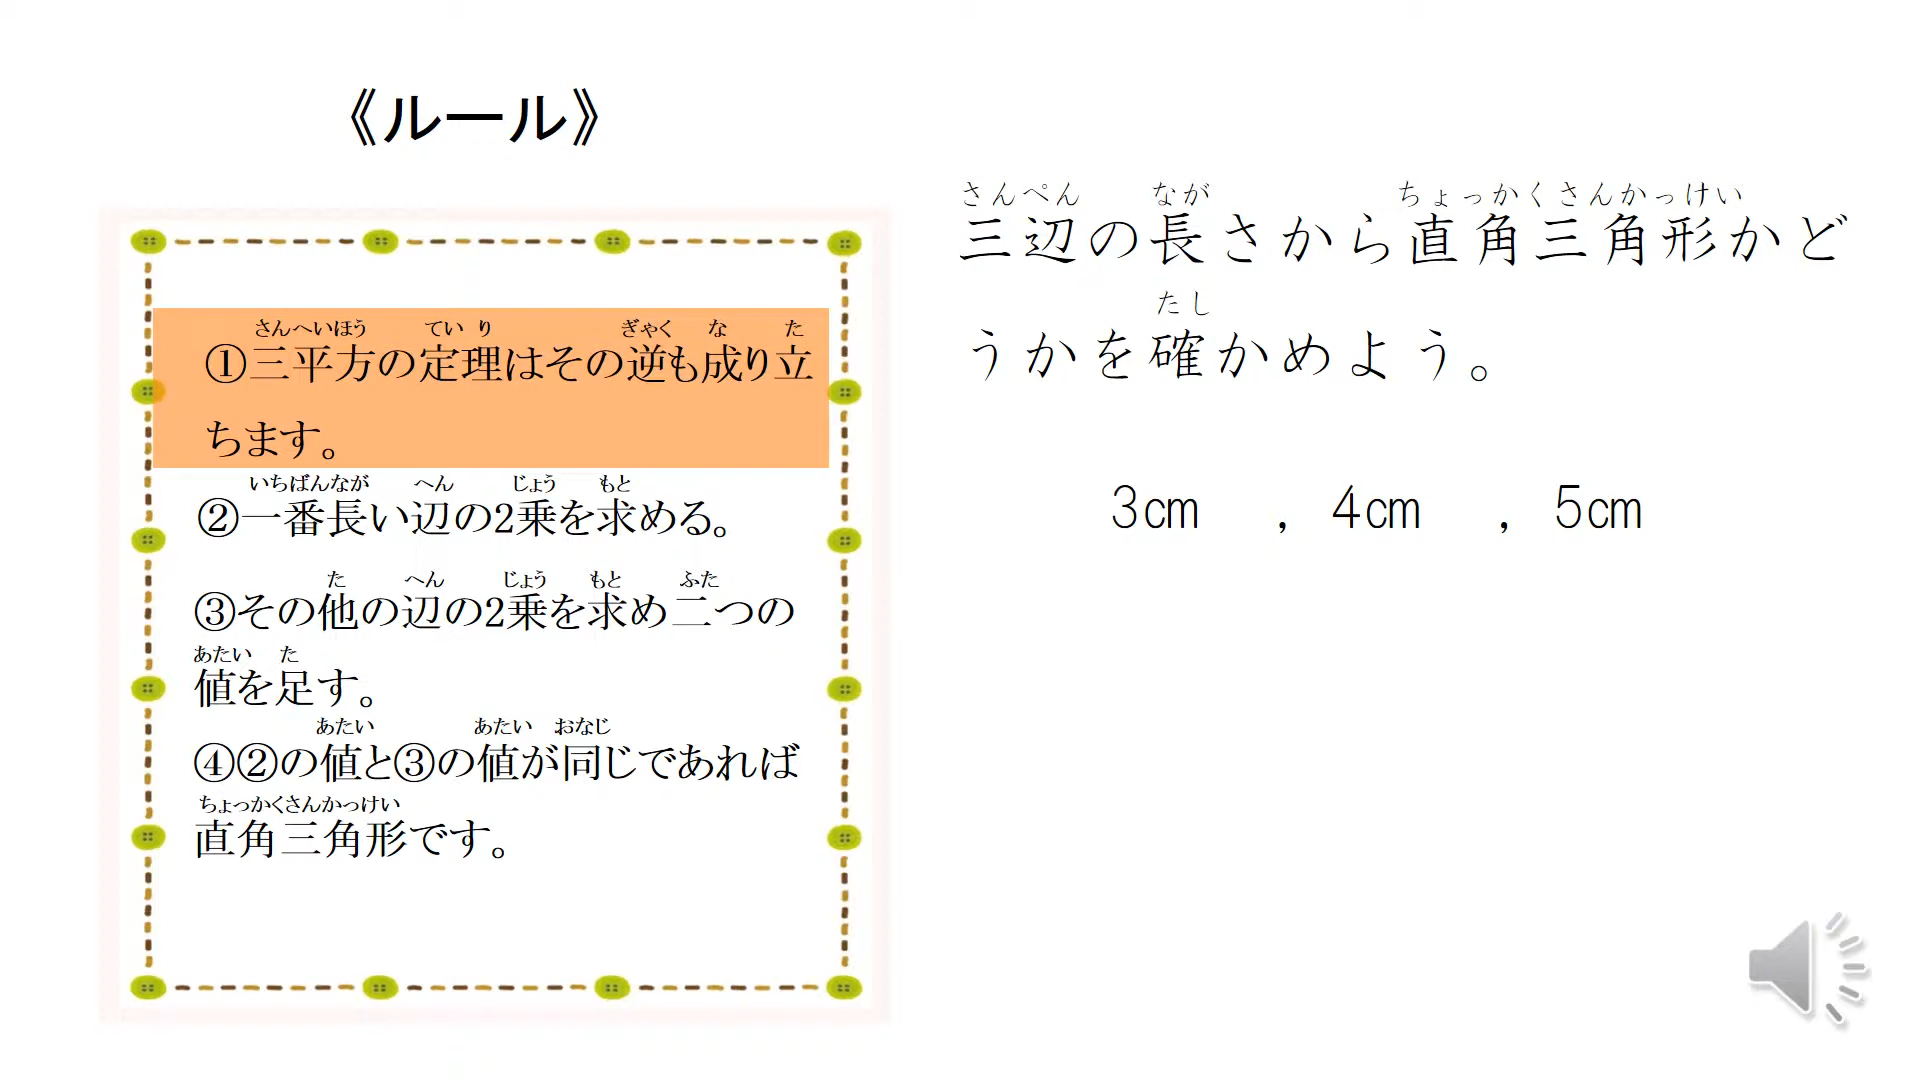 《ルール》
さんへいほう ていり ぎゃく な た
①三平方の定理はその逆も成り立
ちます。
いちばんなが へん じょう もと
②一番長い辺の2乗を求める。
た へん じょう もと ふた
③その他の辺の2乗を求め二つの
あたい た
値を足す。
あたい あたい おなじ
④②の値と③の値が同じであれば
ちょっかくさんかっけい
直角三角形です。
さんぺん なが ちょっかくさんかっけい
三辺の長さから直角三角形かど
たし
うかを確かめよう。
3cm ,4cm ,5cm